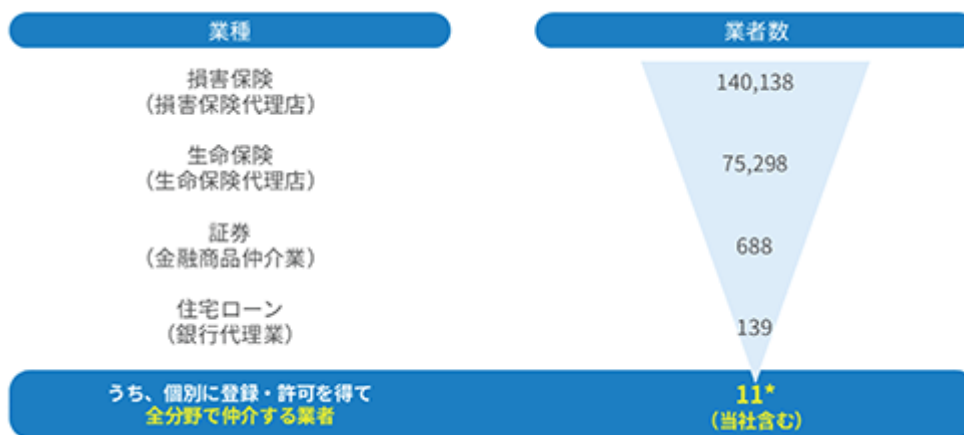 業種
業者数
損害保険
(損害保険代理店)
140,138
生命保険
(生命保険代理店)
75,298
証券
(金融商品仲介業)
688
住宅ローン
(銀行代理業)
139
うち、個別に登録・許可を得て
全分野で仲介する業者
11*
(当社含む)